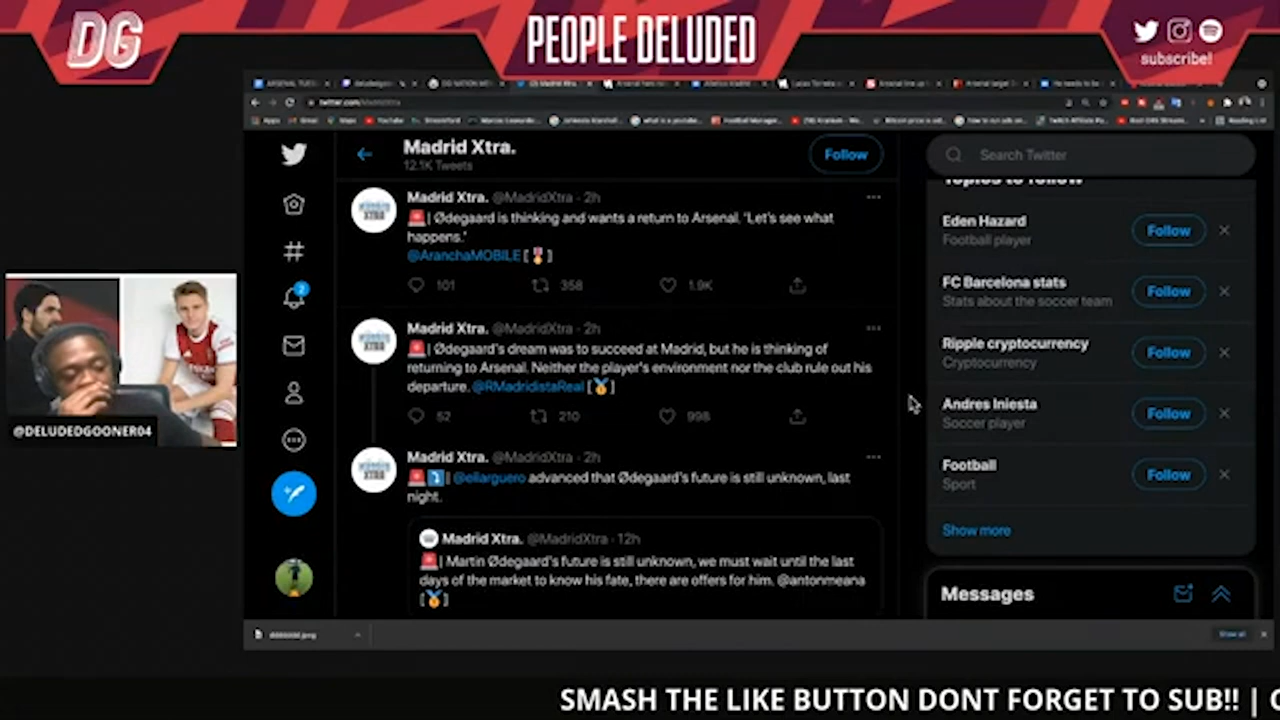 DG
PEOPLE DELUDED
subscribe!
twitter.com/MadridXtra
Madrid Xtra.
12.1K Tweets
Follow
Search Twitter
Topics to follow
Madrid Xtra. @MadridXtra · 2h
🚨| Ødegaard is thinking and wants a return to Arsenal. 'Let's see what
happens.'
@AranchaMOBILE [🎖️]
101 358 1.9K
Madrid Xtra. @MadridXtra · 2h
🚨| Ødegaard's dream was to succeed at Madrid, but he is thinking of
returning to Arsenal. Neither the player's environment nor the club rule out his
departure. @RMadridistaReal [🥇]
52 210 998
Madrid Xtra. @MadridXtra · 2h
🚨⤵️| @ellarguero advanced that Ødegaard's future is still unknown, last
night.
Madrid Xtra. @MadridXtra · 12h
🚨| Martin Ødegaard's future is still unknown, we must wait until the last
days of the market to know his fate, there are offers for him. @antonmeana
[🥇]
Eden Hazard
Football player
Follow
FC Barcelona stats
Stats about the soccer team
Follow
Ripple cryptocurrency
Cryptocurrency
Follow
Andres Iniesta
Soccer player
Follow
Football
Sport
Follow
Show more
Messages
2
@DELUDEDGOONER04
Show all
SMASH THE LIKE BUTTON DONT FORGET TO SUB!! |